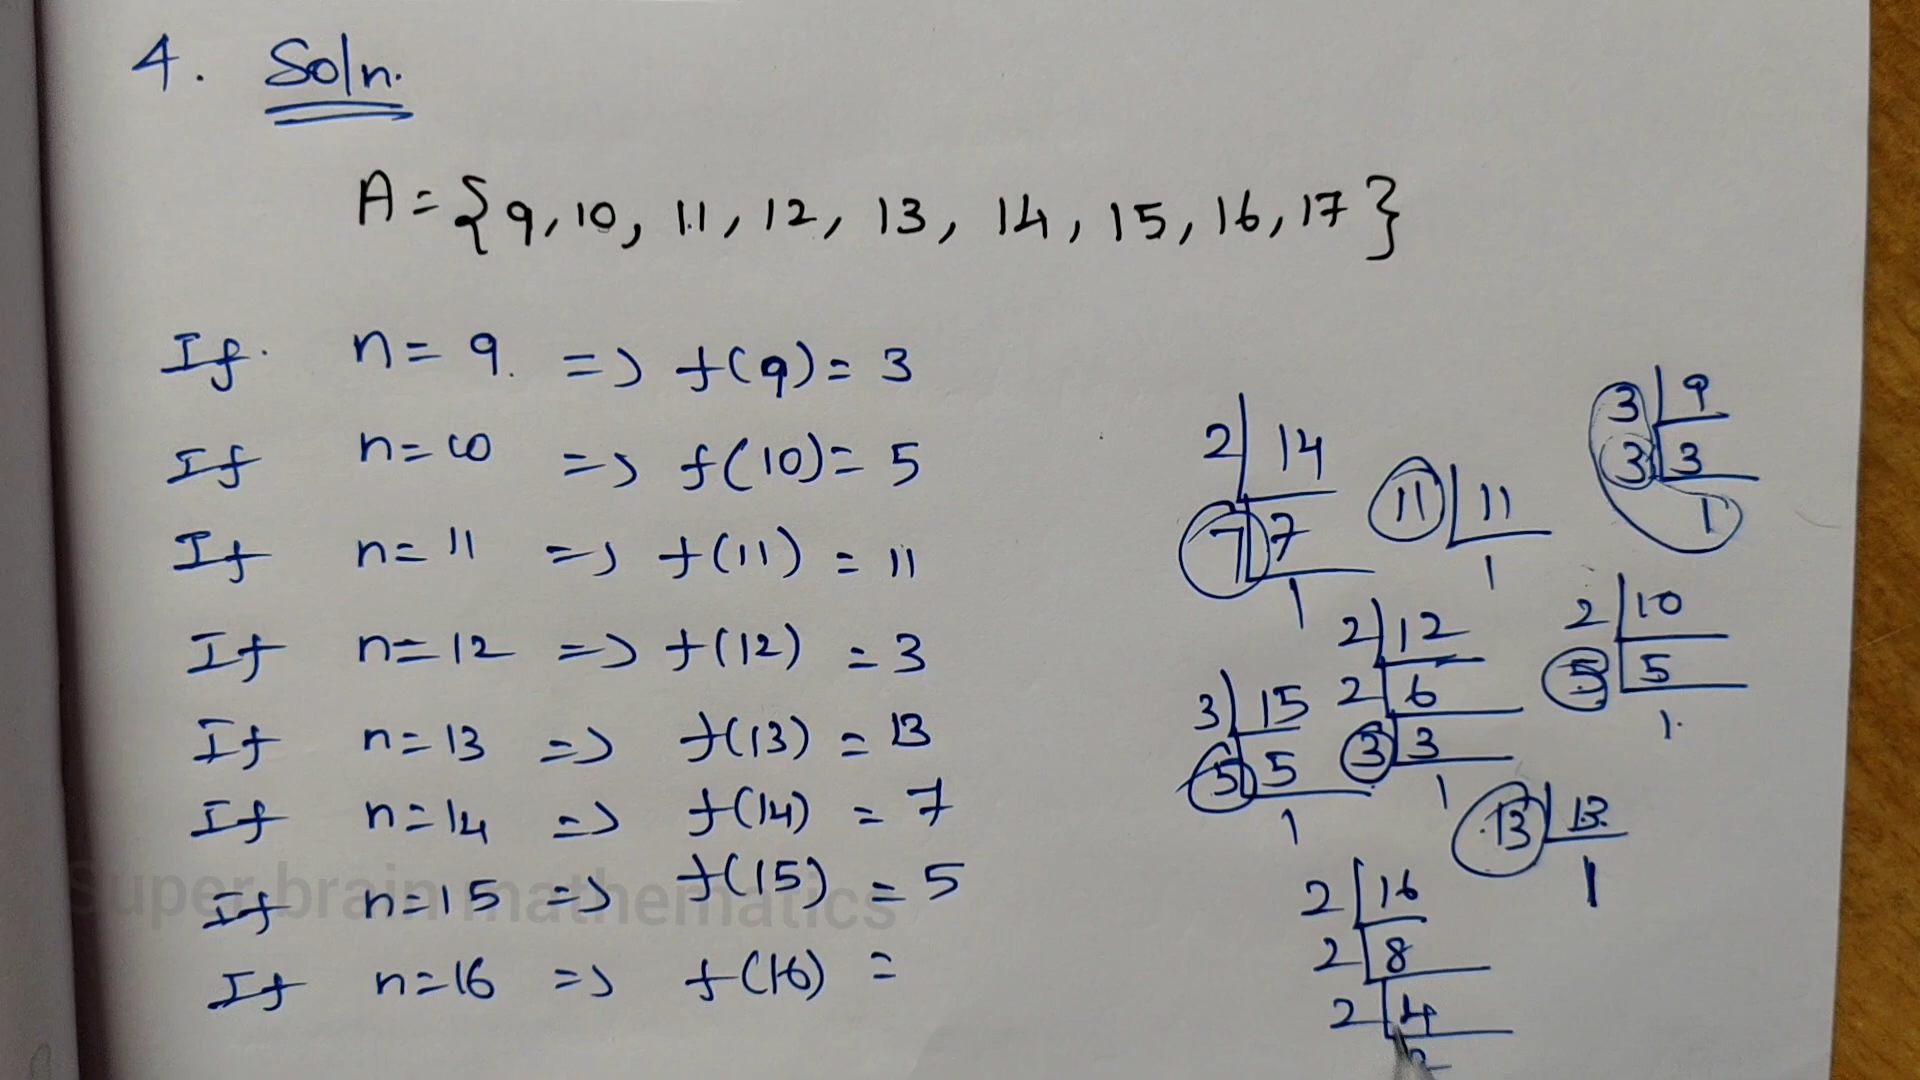 4. Soln.
A = {9, 10, 11, 12, 13, 14, 15, 16, 17}
If n = 9. => f(9) = 3
If n = 10 => f(10) = 5
If n = 11 => f(11) = 11
If n = 12 => f(12) = 3
If n = 13 => f(13) = 13
If n = 14 => f(14) = 7
If n = 15 => f(15) = 5
If n = 16 => f(16) =
3 | 9
3 | 3
1
2 | 14
7 | 7
1
11 | 11
1
2 | 10
5 | 5
1
2 | 12
2 | 6
3 | 3
1
3 | 15
5 | 5
1
13 | 13
1
2 | 16
2 | 8
2 | 4
2
Super brain mathematics